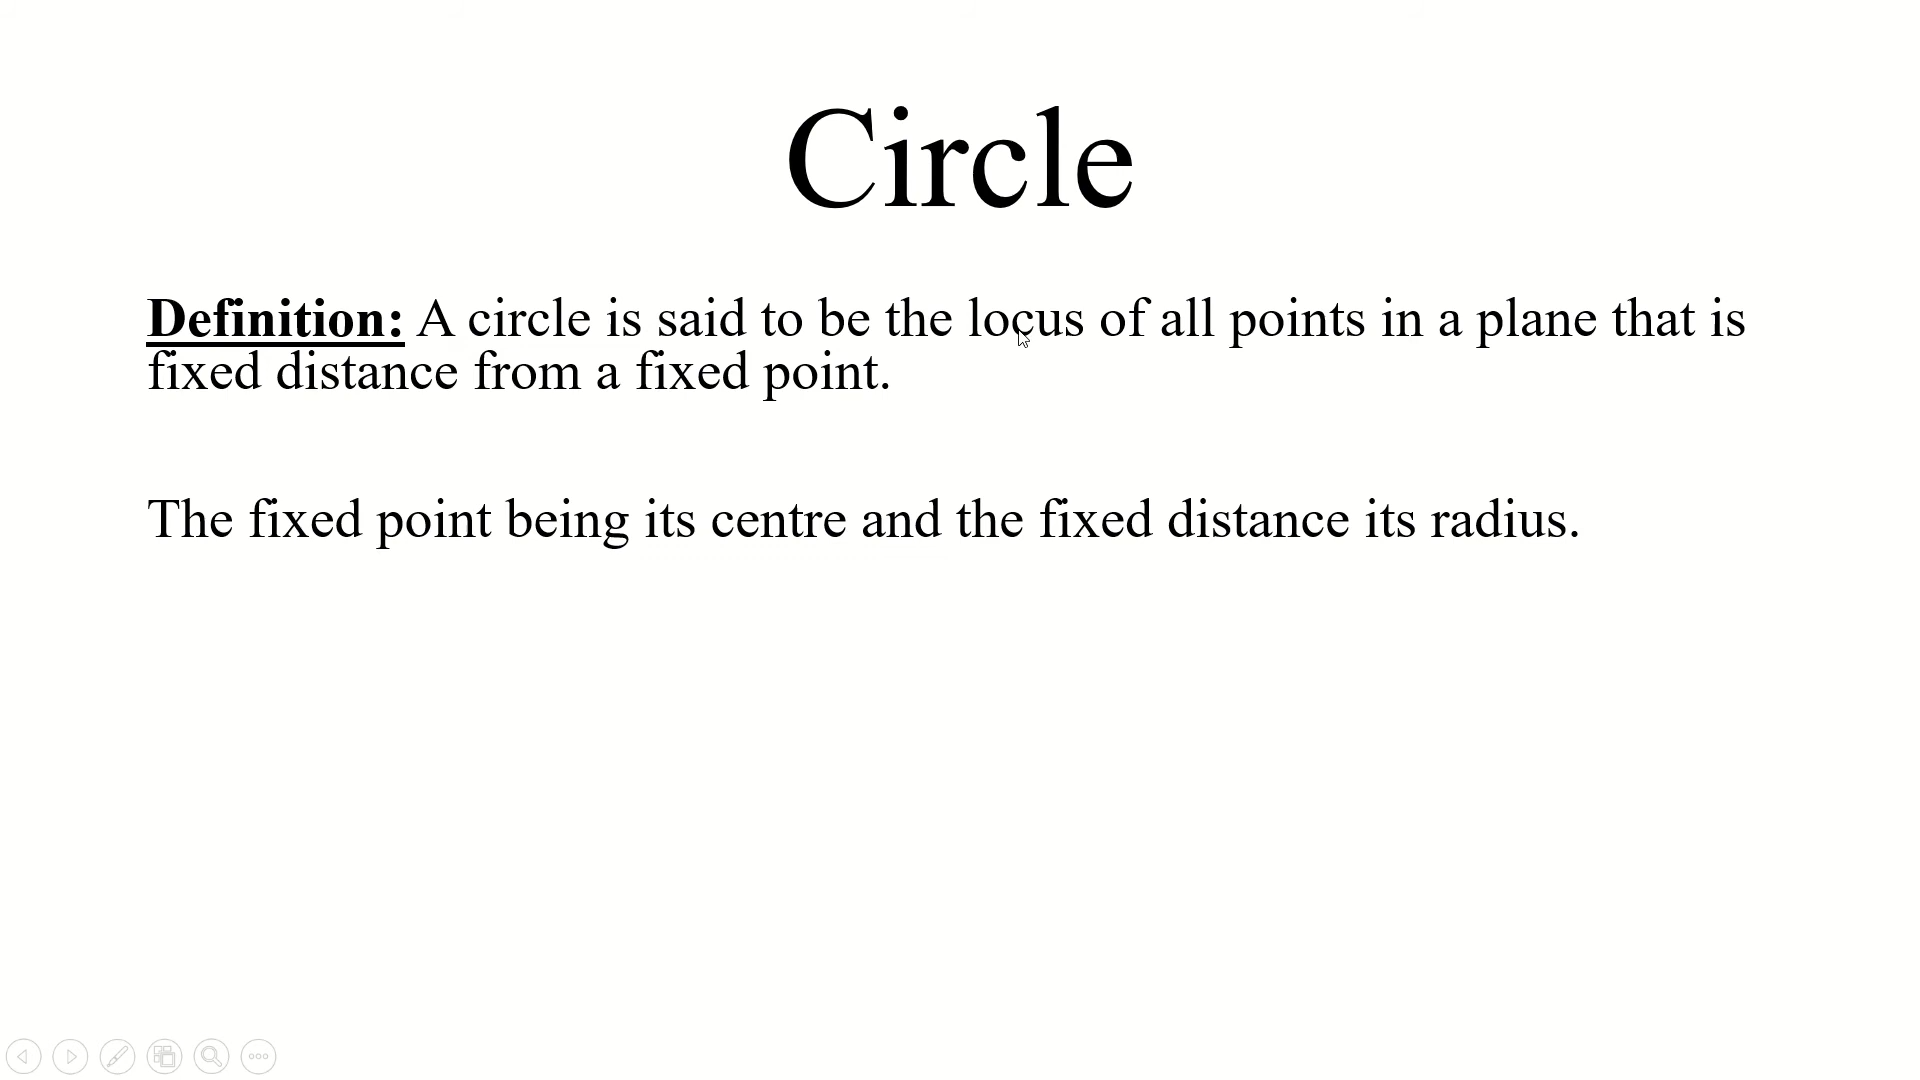 Circle
Definition: A circle is said to be the locus of all points in a plane that is
fixed distance from a fixed point.
The fixed point being its centre and the fixed distance its radius.